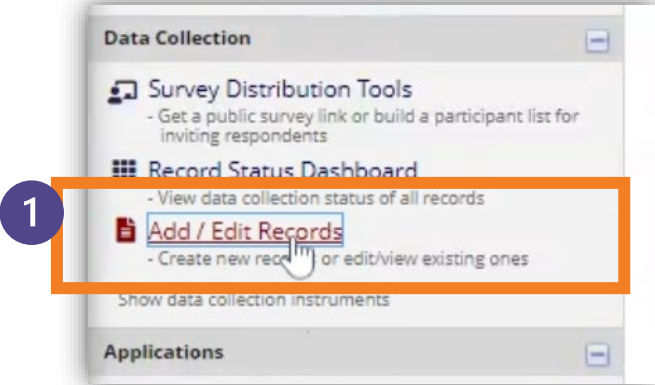 Data Collection
Survey Distribution Tools
- Get a public survey link or build a participant list for
inviting respondents
Record Status Dashboard
- View data collection status of all records
1
Add / Edit Records
- Create new or edit/view existing ones
Show data collection instruments
Applications